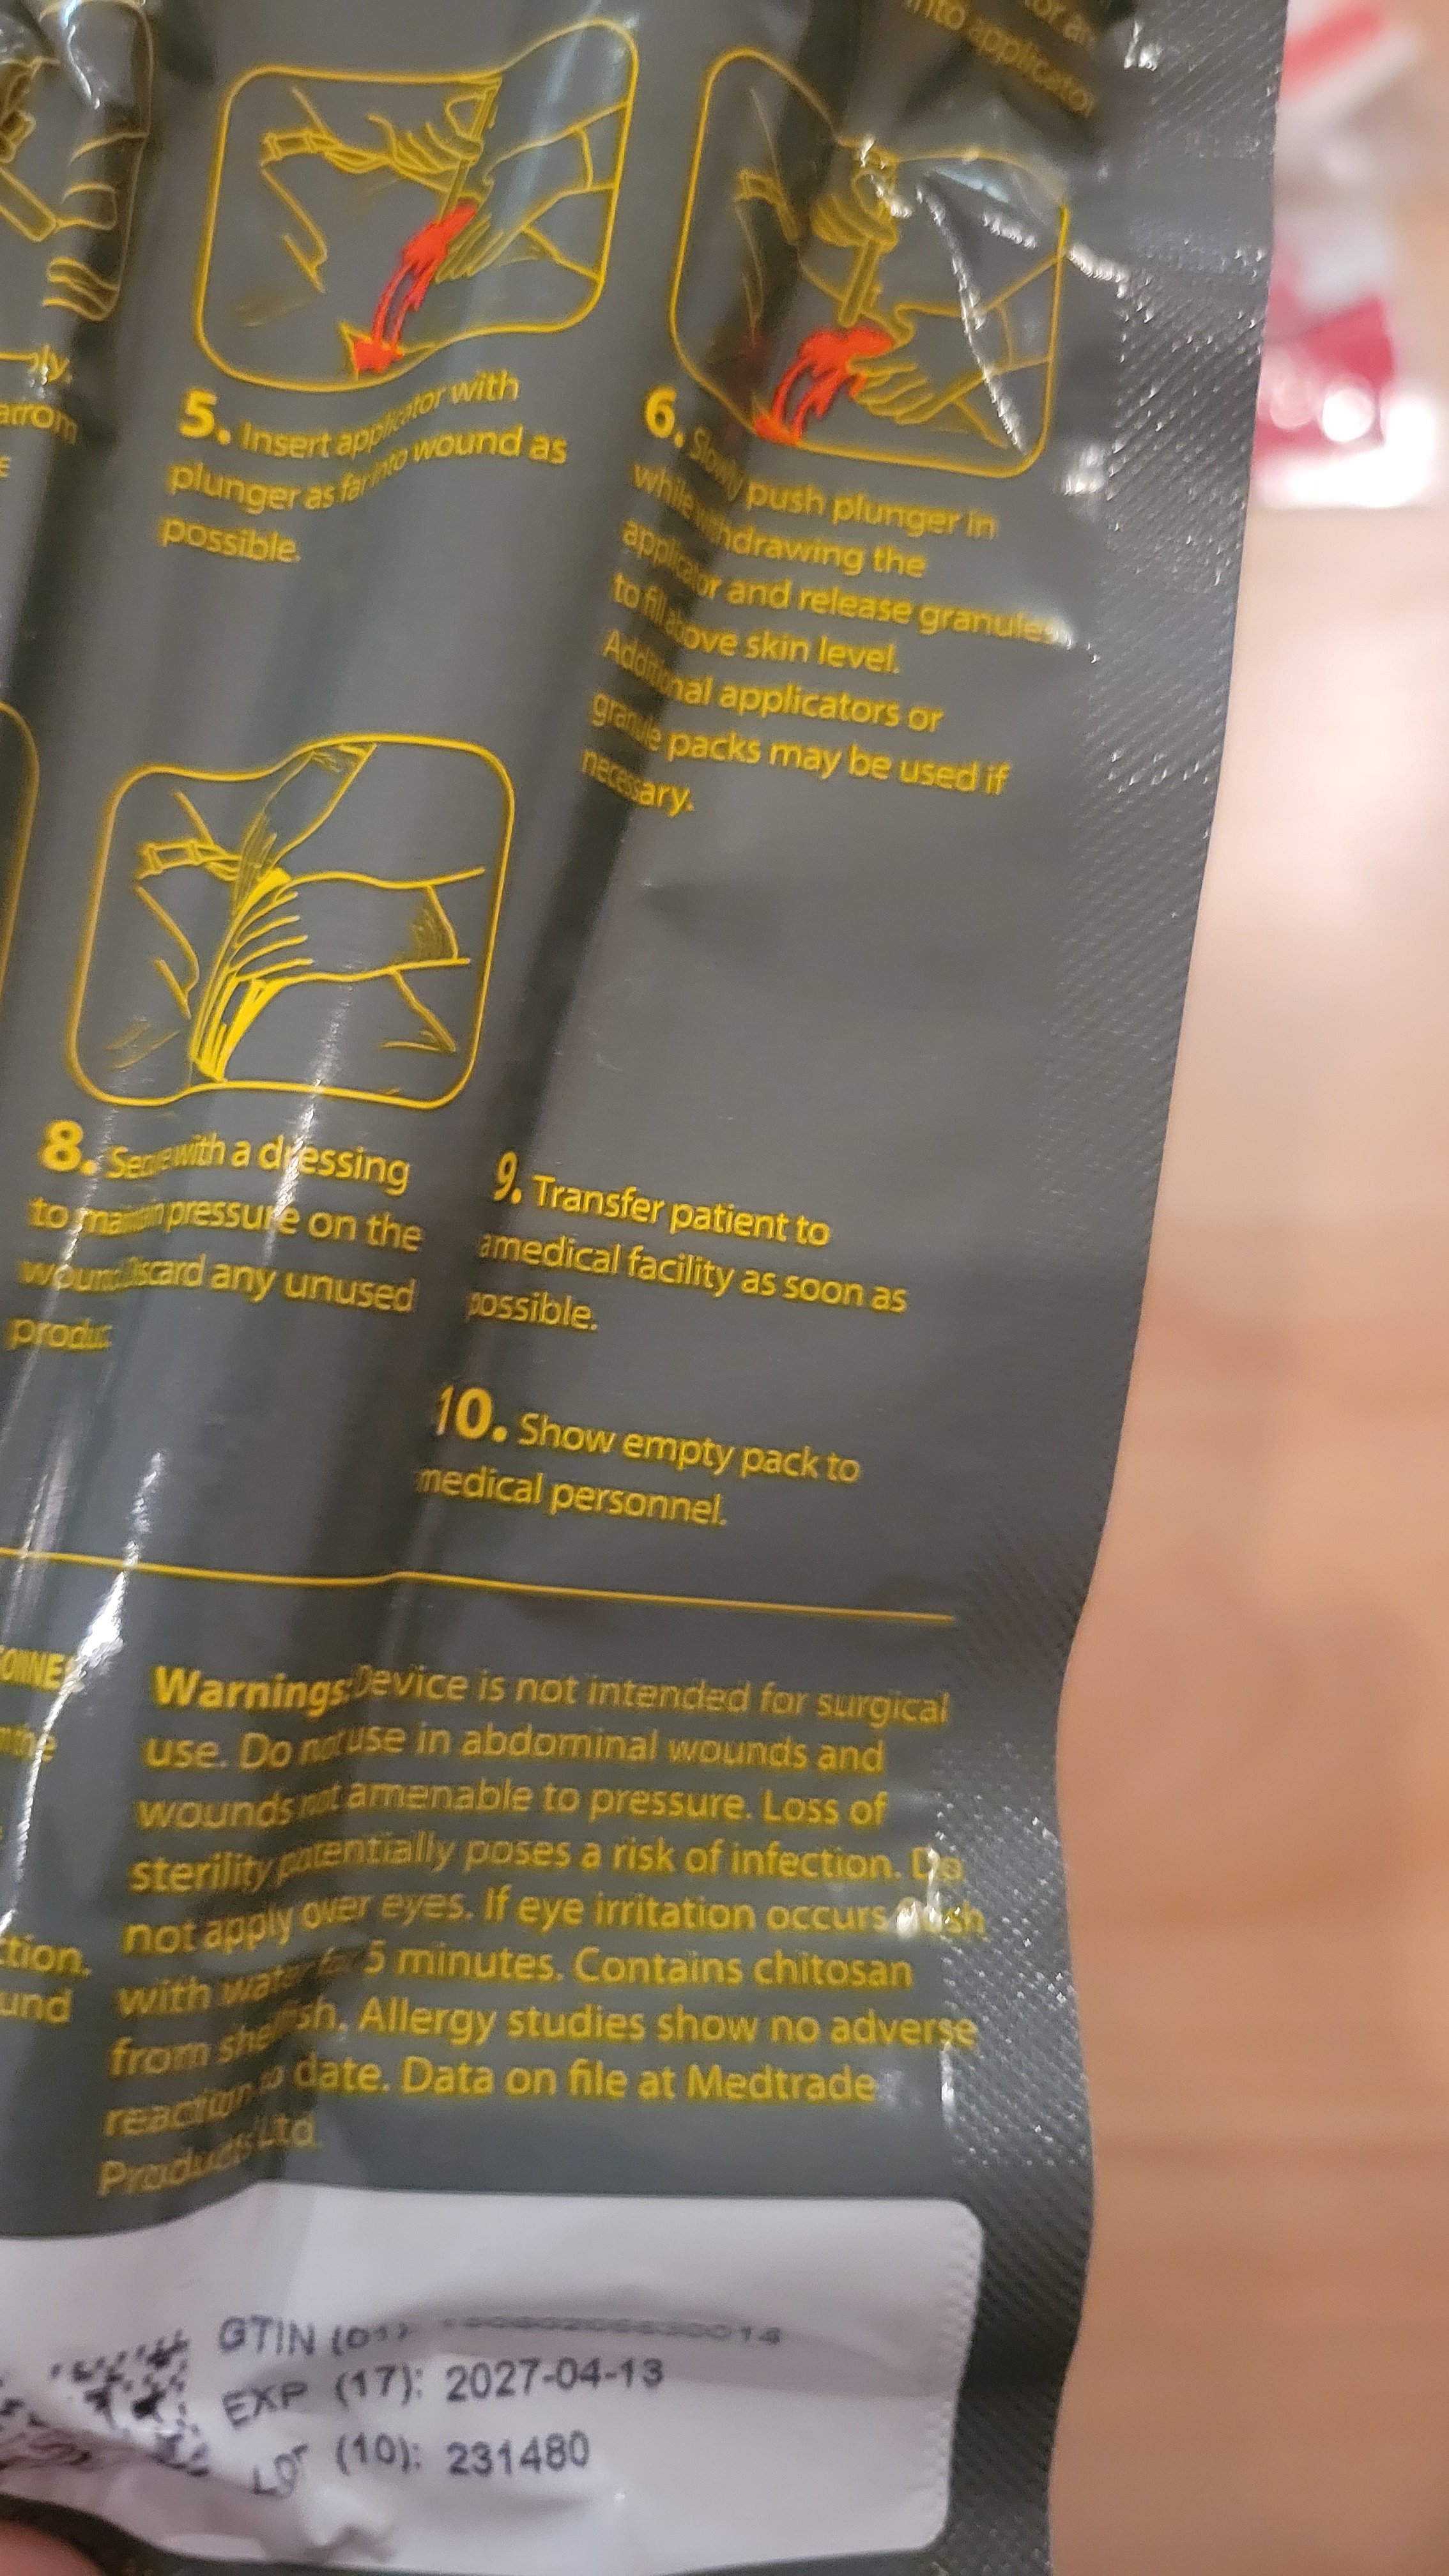 into applicator
5. Insert applicator with
plunger as far into wound as
possible.
6. Slowly push plunger in
while withdrawing the
applicator and release granules
to fill above skin level.
Additional applicators or
granule packs may be used if
necessary.
8. Secure with a dressing
to maintain pressure on the
wound. Discard any unused
product.
9. Transfer patient to
a medical facility as soon as
possible.
10. Show empty pack to
medical personnel.
Warnings: Device is not intended for surgical
use. Do not use in abdominal wounds and
wounds not amenable to pressure. Loss of
sterility potentially poses a risk of infection. Do
not apply over eyes. If eye irritation occurs flush
with water for 5 minutes. Contains chitosan
from shellfish. Allergy studies show no adverse
reaction to date. Data on file at Medtrade
Products Ltd.
GTIN (01)
EXP (17): 2027-04-13
LOT (10): 231480